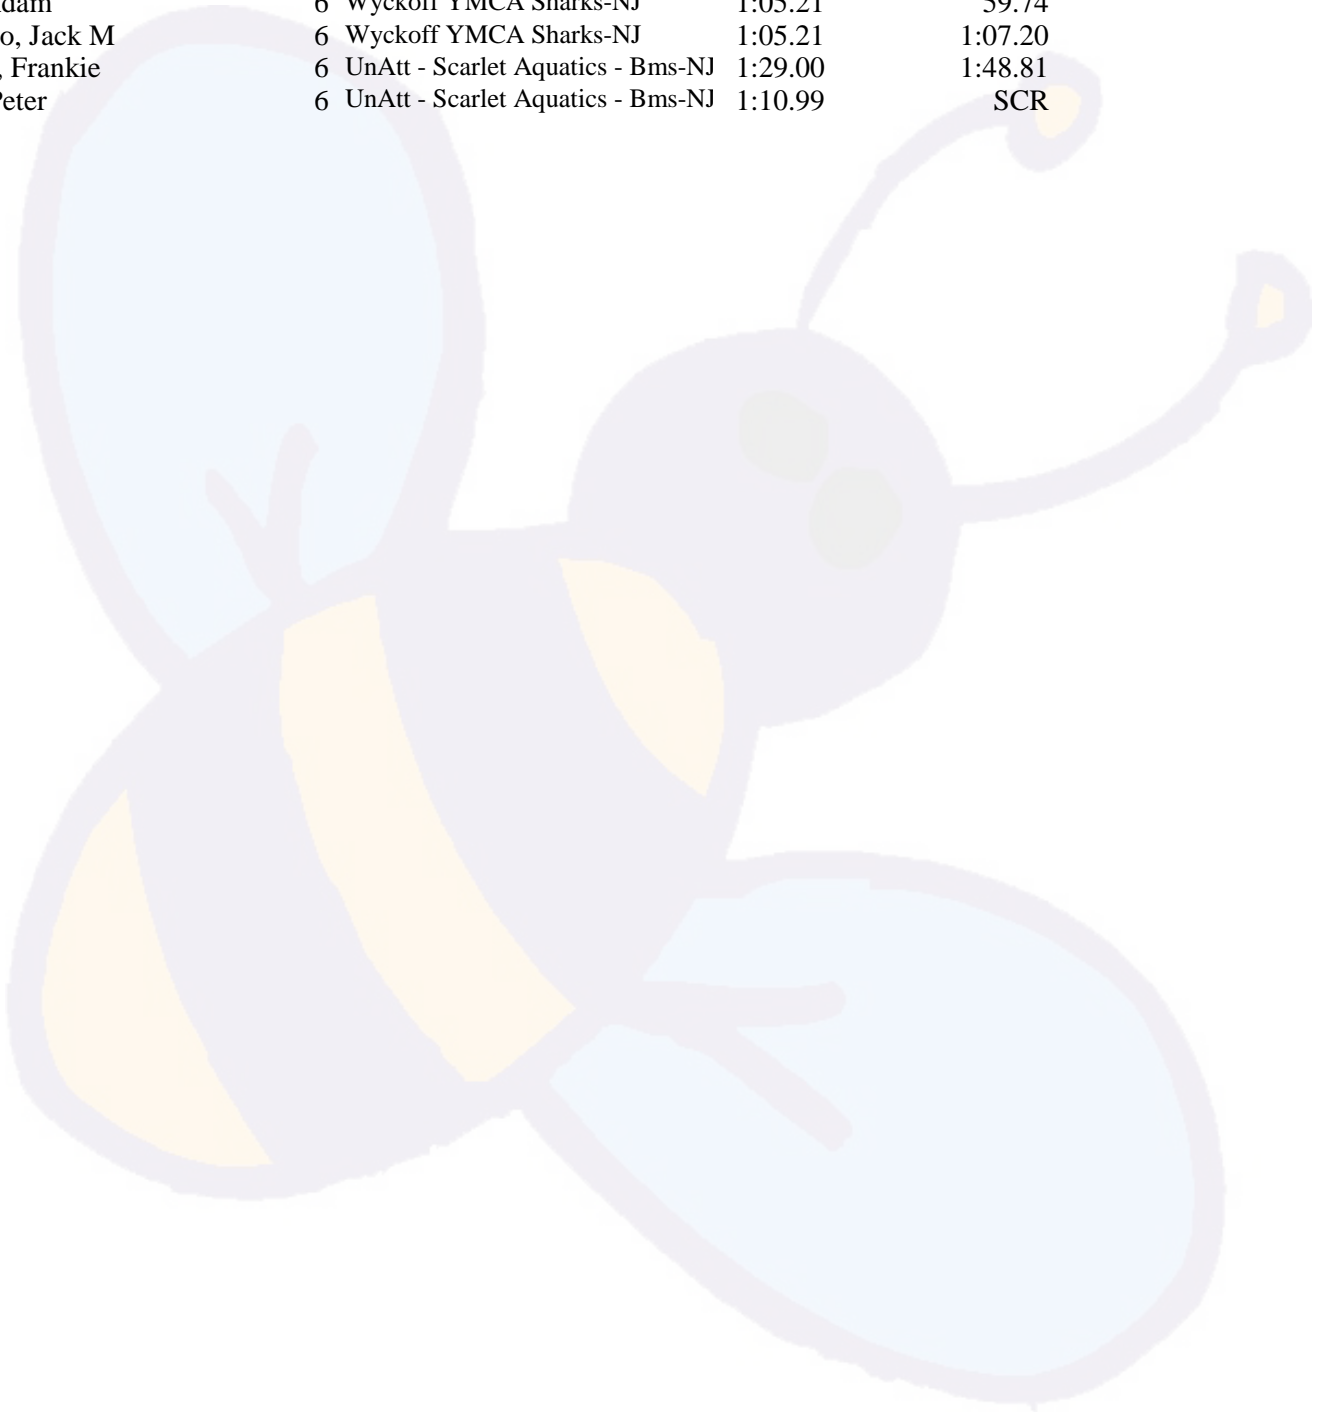 dam 6 Wyckoff YMCA Sharks-NJ 1:05.21 59.74
o, Jack M 6 Wyckoff YMCA Sharks-NJ 1:05.21 1:07.20
, Frankie 6 UnAtt - Scarlet Aquatics - Bms-NJ 1:29.00 1:48.81
Peter 6 UnAtt - Scarlet Aquatics - Bms-NJ 1:10.99 SCR